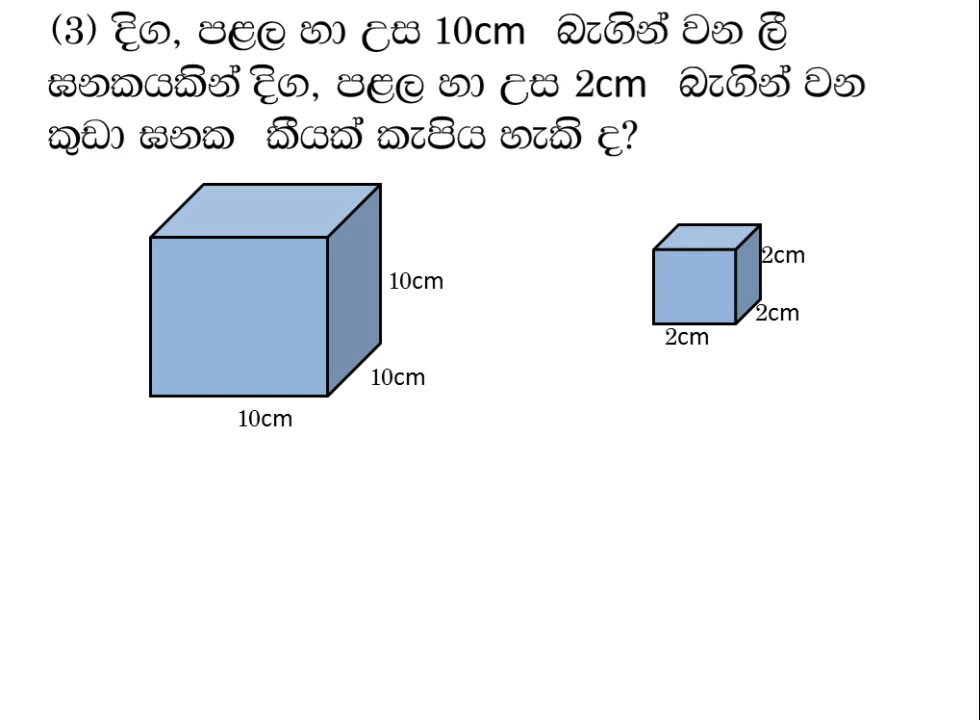 (3) දිග, පළල හා උස 10cm බැගින් වන ලී
ඝනකයකින් දිග, පළල හා උස 2cm බැගින් වන
කුඩා ඝනක කීයක් කැපිය හැකි ද?
2cm
10cm
2cm
2cm
10cm
10cm